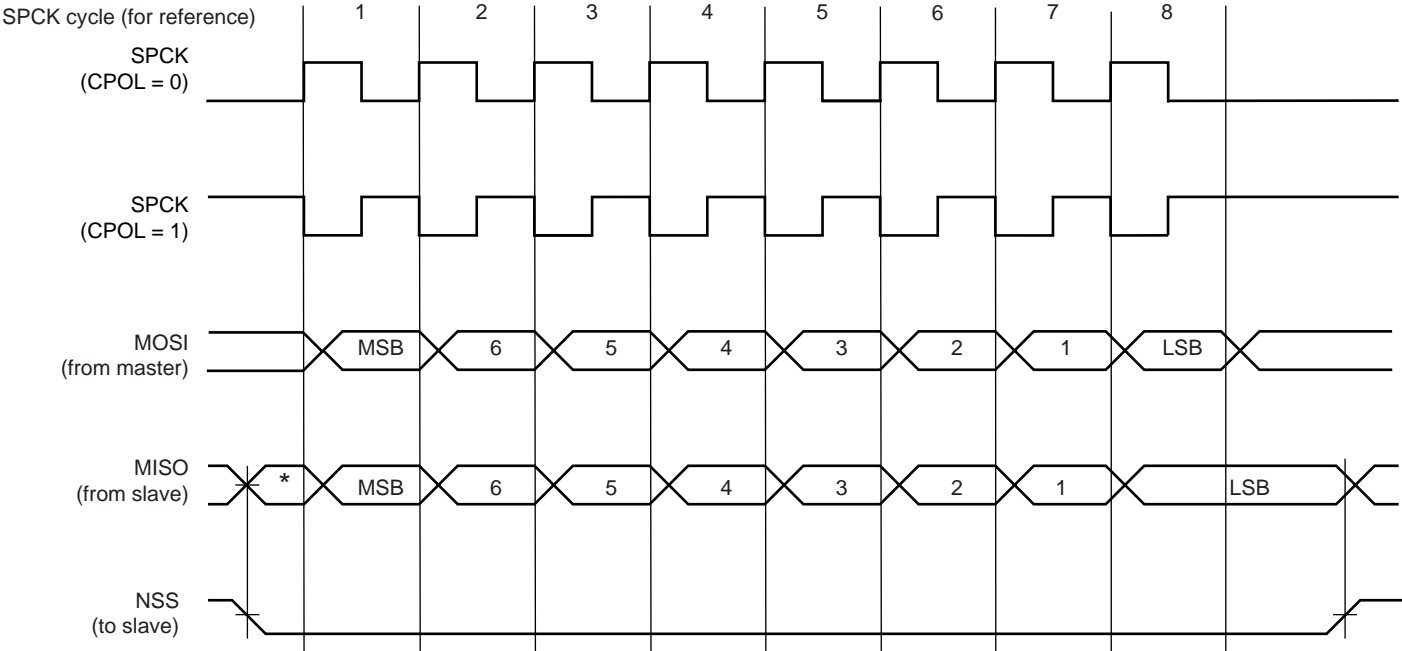 SPCK cycle (for reference) 1 2 3 4 5 6 7 8
SPCK
(CPOL = 0)
SPCK
(CPOL = 1)
MOSI
(from master)
MSB 6 5 4 3 2 1 LSB
MISO
(from slave)
* MSB 6 5 4 3 2 1 LSB
NSS
(to slave)